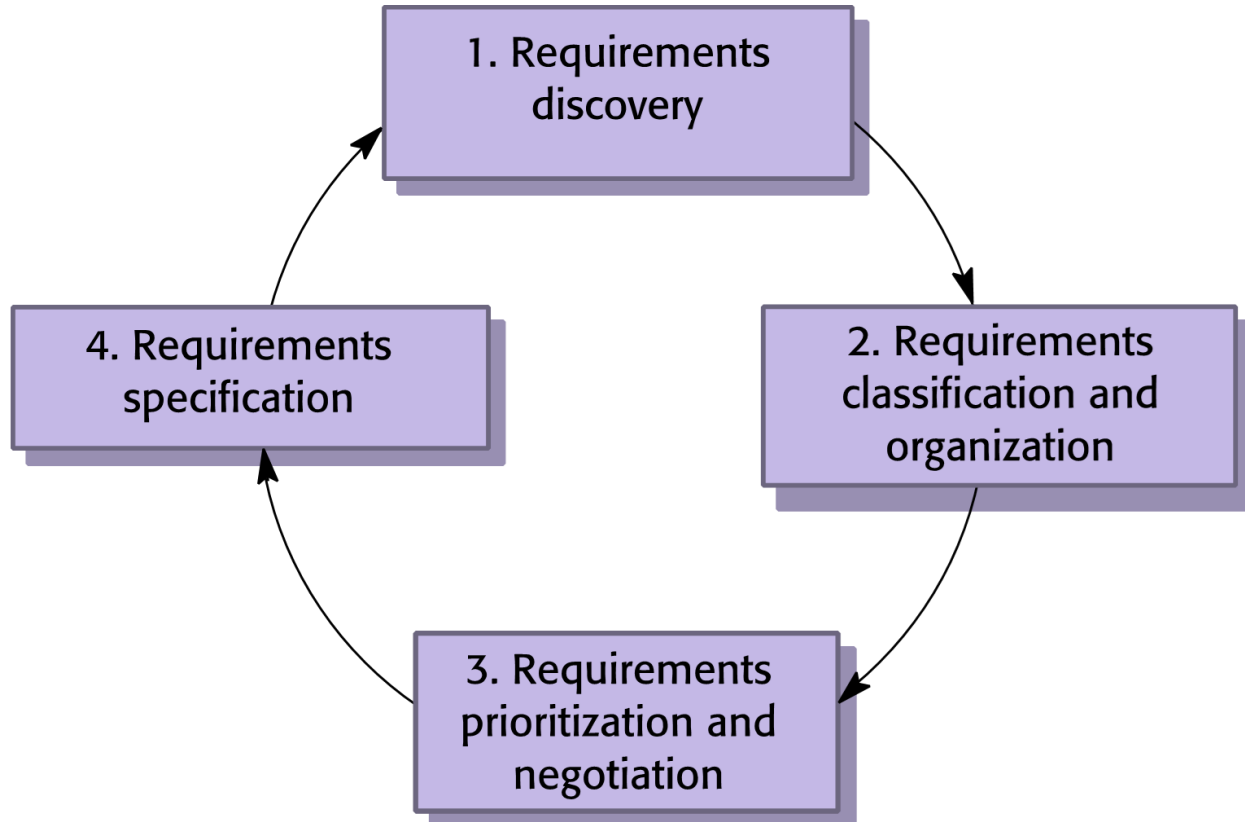 1. Requirements
discovery
2. Requirements
classification and
organization
3. Requirements
prioritization and
negotiation
4. Requirements
specification